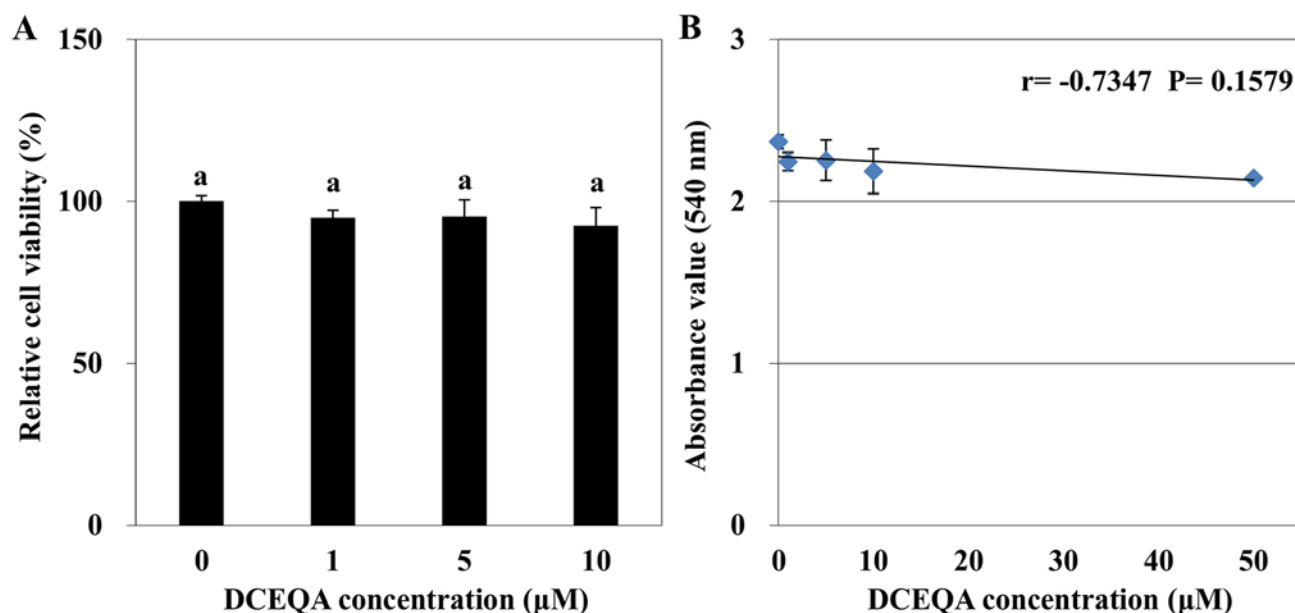 A
Relative cell viability (%)
150
100
50
0
a
a
a
a
0 1 5 10
DCEQA concentration (μM)
B
Absorbance value (540 nm)
3
2
1
0
r= -0.7347 P= 0.1579
0 10 20 30 40 50
DCEQA concentration (μM)